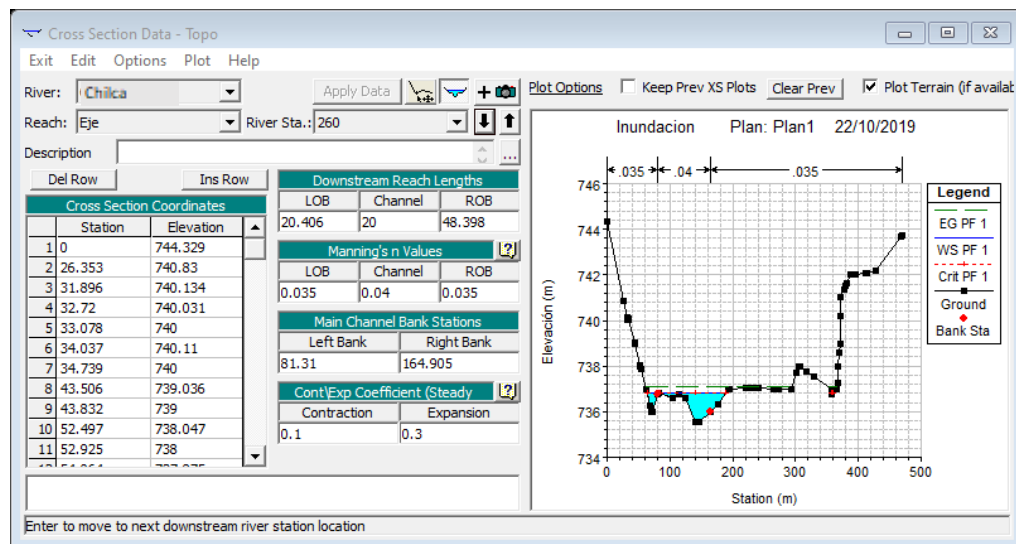 Cross Section Data - Topo
Exit Edit Options Plot Help
River: Chilca Apply Data
Plot Options Keep Prev XS Plots Clear Prev Plot Terrain (if availab
Reach: Eje River Sta.: 260
Description ...
Del Row Ins Row
Cross Section Coordinates
Station Elevation
1 0 744.329
2 26.353 740.83
3 31.896 740.134
4 32.72 740.031
5 33.078 740
6 34.037 740.11
7 34.739 740
8 43.506 739.036
9 43.832 739
10 52.497 738.047
11 52.925 738
Downstream Reach Lengths
LOB Channel ROB
20.406 20 48.398
Manning's n Values
LOB Channel ROB
0.035 0.04 0.035
Main Channel Bank Stations
Left Bank Right Bank
81.31 164.905
Cont\Exp Coefficient (Steady
Contraction Expansion
0.1 0.3
Inundacion Plan: Plan1 22/10/2019
.035 .04 .035
746
744
742
740
738
736
734
Elevación (m)
0 100 200 300 400 500
Station (m)
Legend
EG PF 1
WS PF 1
Crit PF 1
Ground
Bank Sta
Enter to move to next downstream river station location